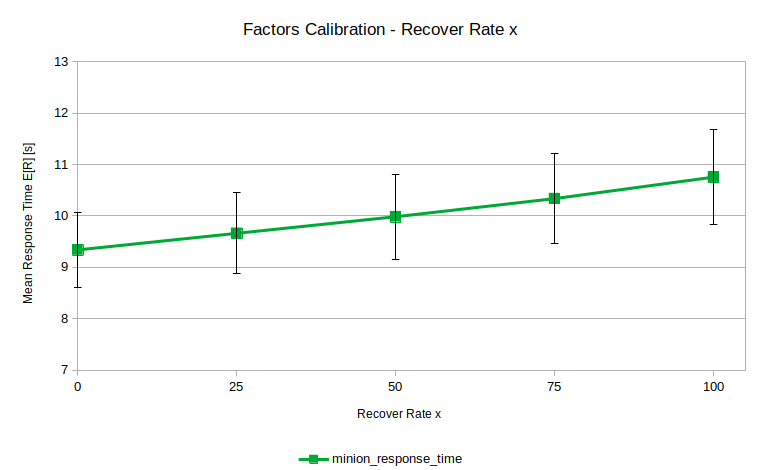 Factors Calibration - Recover Rate x
13
12
11
10
9
8
7
Mean Response Time E[R] [s]
0 25 50 75 100
Recover Rate x
minion_response_time